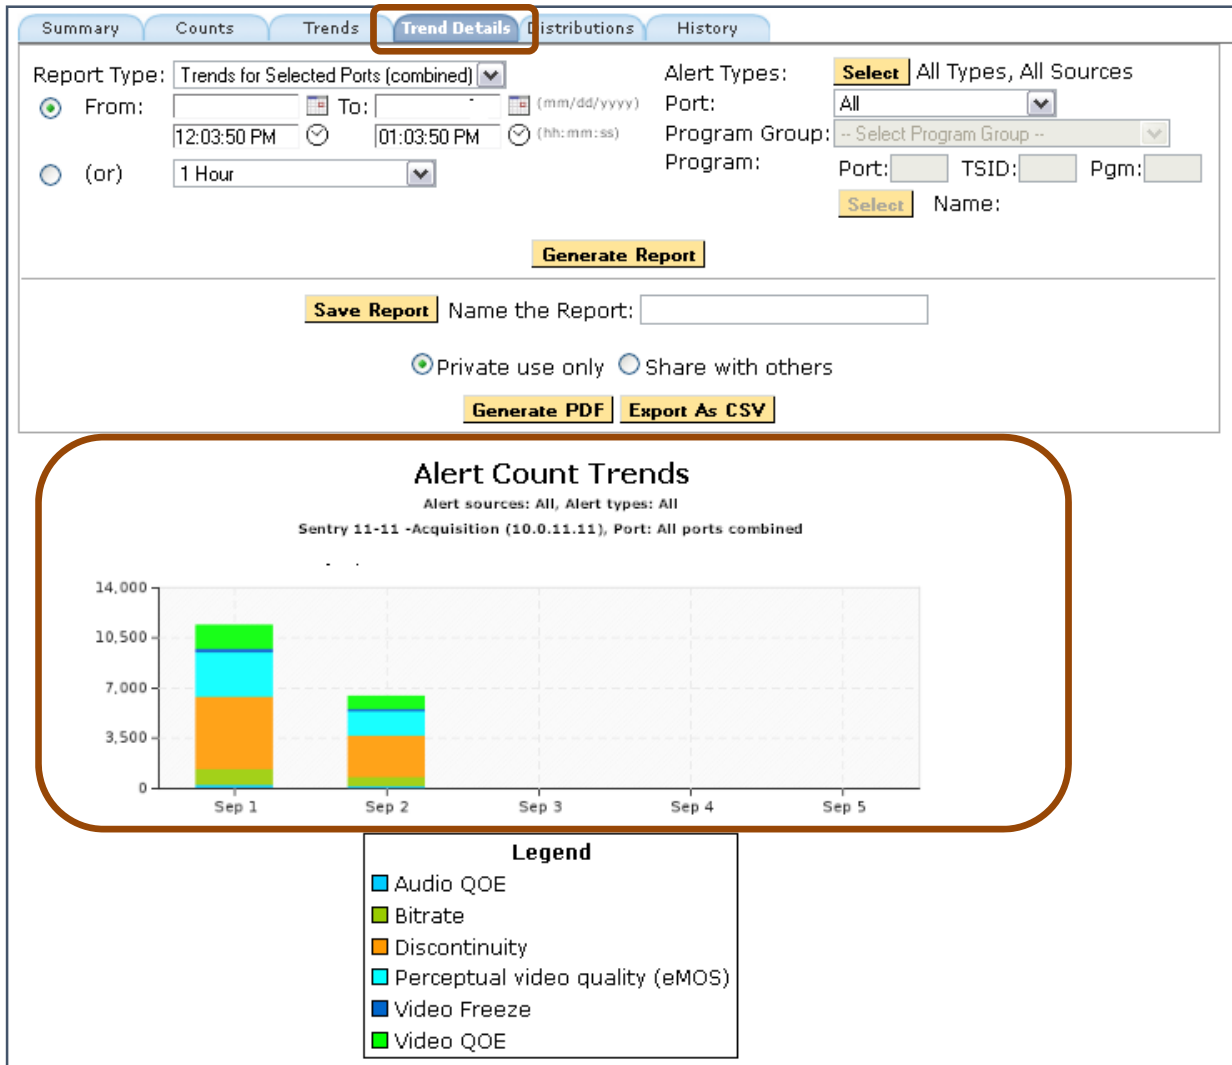 Summary Counts Trends Trend Details Distributions History
Report Type: Trends for Selected Ports (combined) Alert Types: Select All Types, All Sources
From: To: (mm/dd/yyyy) Port: All
12:03:50 PM 01:03:50 PM (hh:mm:ss) Program Group: -- Select Program Group --
(or) 1 Hour Program: Port: TSID: Pgm:
Select Name:
Generate Report
Save Report Name the Report:
Private use only Share with others
Generate PDF Export As CSV
Alert Count Trends
Alert sources: All, Alert types: All
Sentry 11-11 -Acquisition (10.0.11.11), Port: All ports combined
14,000
10,500
7,000
3,500
0
Sep 1 Sep 2 Sep 3 Sep 4 Sep 5
Legend
Audio QOE
Bitrate
Discontinuity
Perceptual video quality (eMOS)
Video Freeze
Video QOE